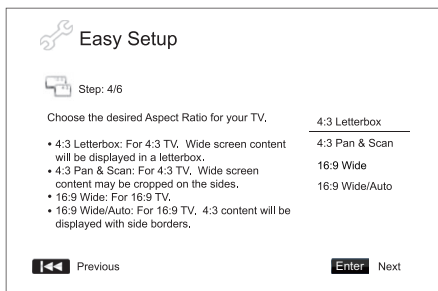 Easy Setup
Step: 4/6
Choose the desired Aspect Ratio for your TV.
• 4:3 Letterbox: For 4:3 TV. Wide screen content
will be displayed in a letterbox.
• 4:3 Pan & Scan: For 4:3 TV. Wide screen
content may be cropped on the sides.
• 16:9 Wide: For 16:9 TV.
• 16:9 Wide/Auto: For 16:9 TV. 4:3 content will be
displayed with side borders.
4:3 Letterbox
4:3 Pan & Scan
16:9 Wide
16:9 Wide/Auto
Previous
Enter Next